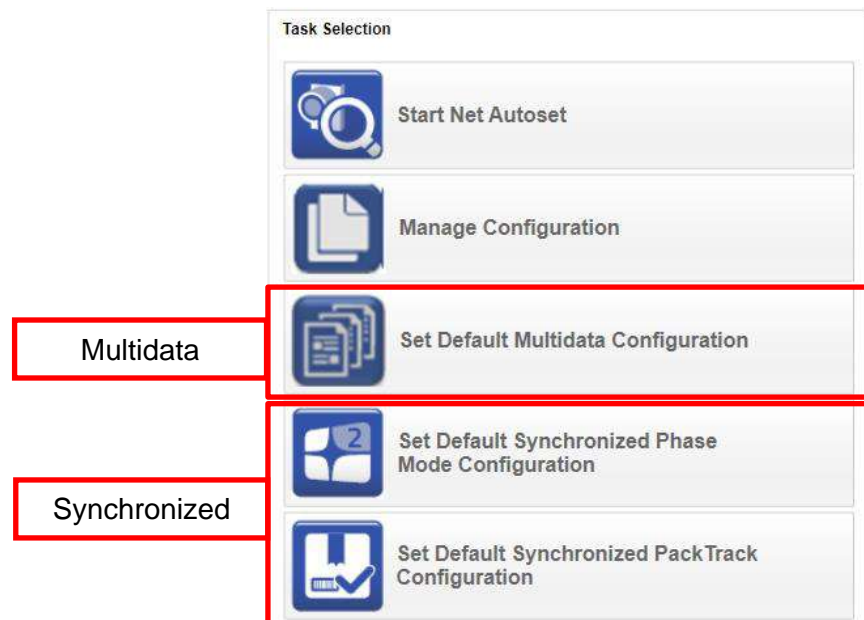 Task Selection
Start Net Autoset
Manage Configuration
Multidata
Set Default Multidata Configuration
2
Set Default Synchronized Phase
Mode Configuration
Synchronized
Set Default Synchronized PackTrack
Configuration